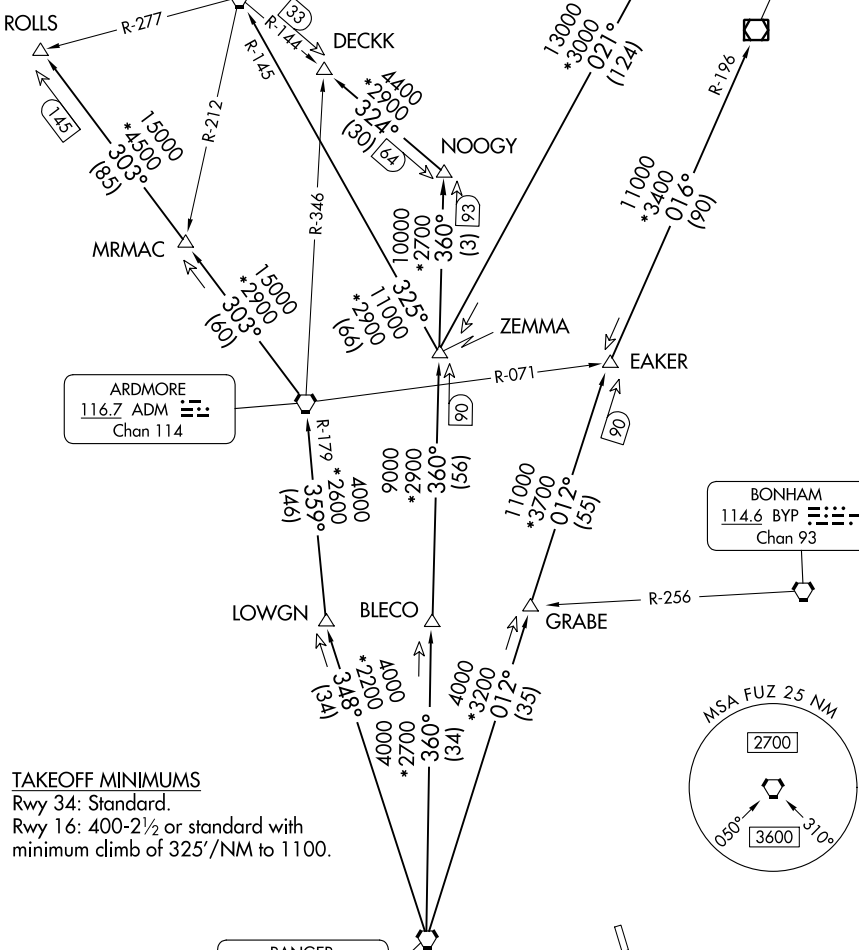 ROLLS
R-277
33
R-144
DECKK
R-145
13000
*3000
021°
(124)
R-196
145
15000
*4500
303°
(85)
R-212
4400
*2900
324°
(30)
64
NOOGY
93
R-346
10000
*2700
360°
(3)
11000
*3400
016°
(90)
MRMAC
15000
*2900
303°
(60)
325°
11000
*2900
(66)
ZEMMA
EAKER
R-071
ARDMORE
116.7 ADM
Chan 114
90
90
R-179
4000
*2600
359°
(46)
9000
*2900
360°
(56)
11000
*3700
012°
(55)
BONHAM
114.6 BYP
Chan 93
R-256
LOWGN
BLECO
GRABE
4000
*2200
348°
(34)
4000
*2700
360°
(34)
4000
*3200
012°
(35)
MSA FUZ 25 NM
2700
050°
3600
310°
TAKEOFF MINIMUMS
Rwy 34: Standard.
Rwy 16: 400-2½ or standard with
minimum climb of 325'/NM to 1100.
RANGER